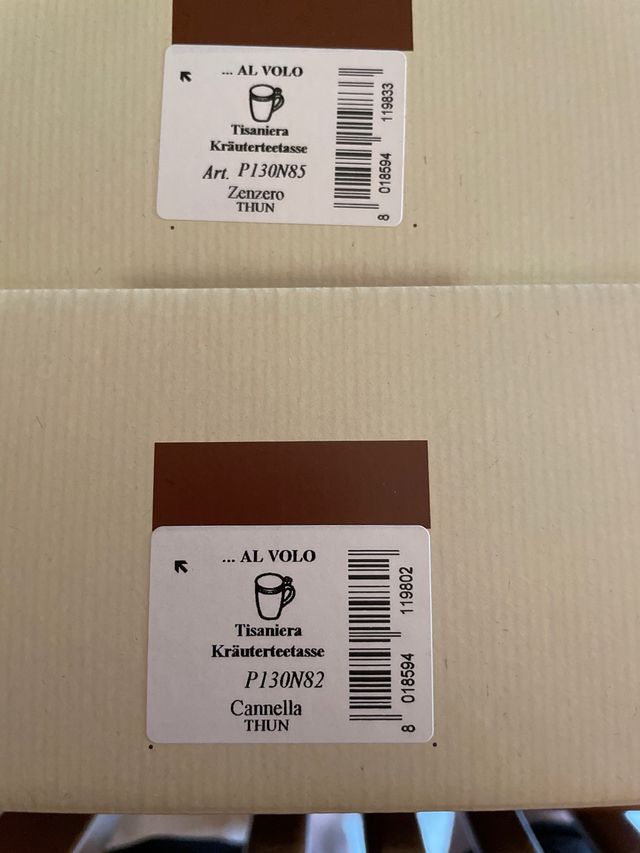 ... AL VOLO
Tisaniera
Kräuterteetasse
Art. P130N85
Zenzero
THUN
8 018594 119833
... AL VOLO
Tisaniera
Kräuterteetasse
P130N82
Cannella
THUN
8 018594 119802